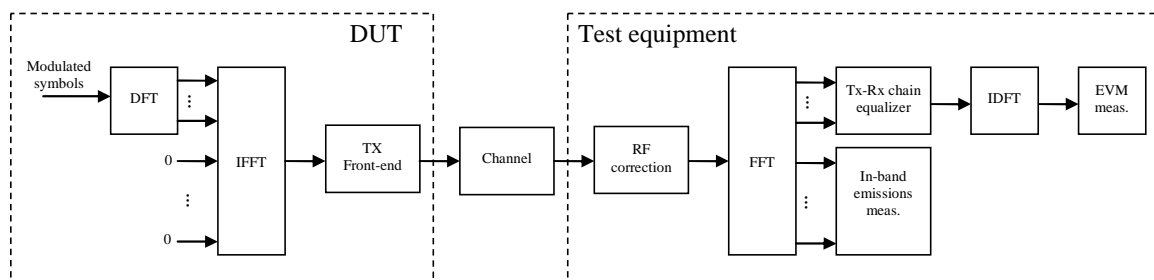 DUT
Test equipment
Modulated
symbols
DFT
...
0
...
0
IFFT
TX
Front-end
Channel
RF
correction
FFT
...
...
Tx-Rx chain
equalizer
IDFT
EVM
meas.
In-band
emissions
meas.